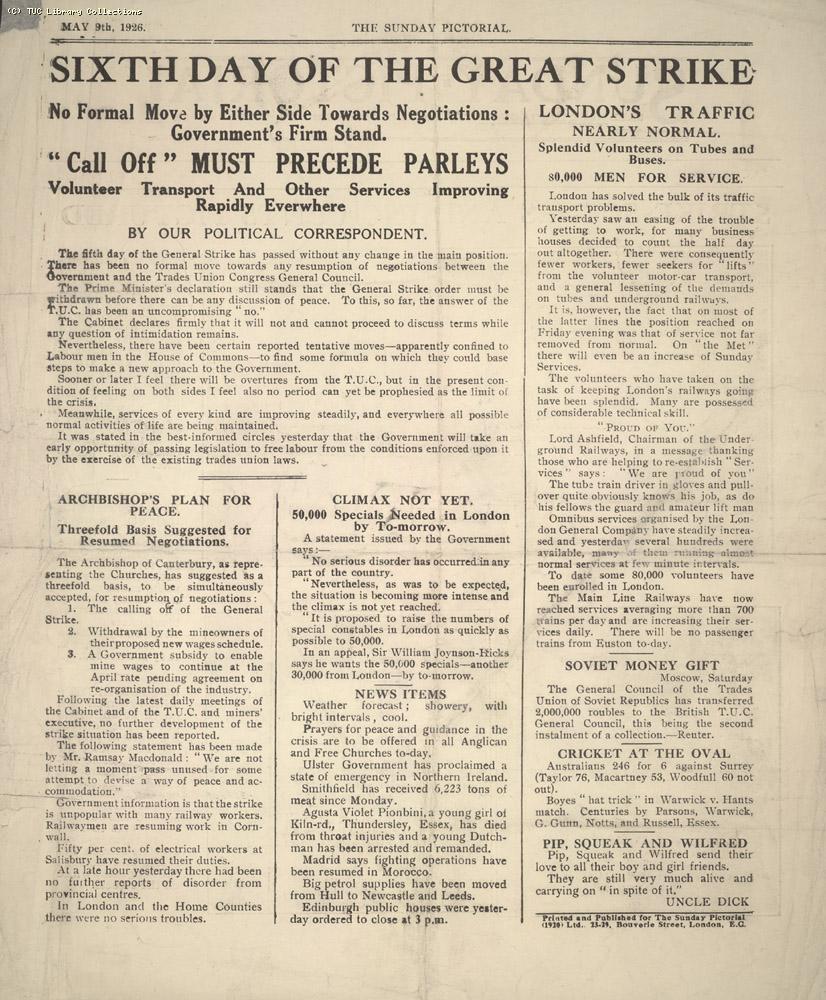 (C) TUC Library Collections
MAY 9th, 1926.
THE SUNDAY PICTORIAL.
SIXTH DAY OF THE GREAT STRIKE
No Formal Move by Either Side Towards Negotiations :
Government's Firm Stand.
"Call Off" MUST PRECEDE PARLEYS
Volunteer Transport And Other Services Improving
Rapidly Everwhere
BY OUR POLITICAL CORRESPONDENT.
The fifth day of the General Strike has passed without any change in the main position.
There has been no formal move towards any resumption of negotiations between the
Government and the Trades Union Congress General Council.
The Prime Minister's declaration still stands that the General Strike order must be
withdrawn before there can be any discussion of peace. To this, so far, the answer of the
T.U.C. has been an uncompromising "no."
The Cabinet declares firmly that it will not and cannot proceed to discuss terms while
any question of intimidation remains.
Nevertheless, there have been certain reported tentative moves—apparently confined to
Labour men in the House of Commons—to find some formula on which they could base
steps to make a new approach to the Government.
Sooner or later I feel there will be overtures from the T.U.C., but in the present con-
dition of feeling on both sides I feel also no period can yet be prophesied as the limit of
the crisis.
Meanwhile, services of every kind are improving steadily, and everywhere all possible
normal activities of life are being maintained.
It was stated in the best-informed circles yesterday that the Government will take an
early opportunity of passing legislation to free labour from the conditions enforced upon it
by the exercise of the existing trades union laws.
ARCHBISHOP'S PLAN FOR
PEACE.
Threefold Basis Suggested for
Resumed Negotiations.
The Archbishop of Canterbury, as repre-
senting the Churches, has suggested as a
threefold basis, to be simultaneously
accepted, for resumption of negotiations :
1. The calling off of the General
Strike.
2. Withdrawal by the mineowners of
their proposed new wages schedule.
3. A Government subsidy to enable
mine wages to continue at the
April rate pending agreement on
re-organisation of the industry.
Following the latest daily meetings of
the Cabinet and of the T.U.C. and miners'
executive, no further development of the
strike situation has been reported.
The following statement has been made
by Mr. Ramsay Macdonald : "We are not
letting a moment pass unused for some
attempt to devise a way of peace and ac-
commodation."
Government information is that the strike
is unpopular with many railway workers.
Railwaymen are resuming work in Corn-
wall.
Fifty per cent. of electrical workers at
Salisbury have resumed their duties.
At a late hour yesterday there had been
no further reports of disorder from
provincial centres.
In London and the Home Counties
there were no serious troubles.
CLIMAX NOT YET.
50,000 Specials Needed in London
by To-morrow.
A statement issued by the Government
says :—
"No serious disorder has occurred in any
part of the country.
"Nevertheless, as was to be expected,
the situation is becoming more intense and
the climax is not yet reached.
"It is proposed to raise the numbers of
special constables in London as quickly as
possible to 50,000.
In an appeal, Sir William Joynson-Hicks
says he wants the 50,000 specials—another
30,000 from London—by to-morrow.
NEWS ITEMS
Weather forecast ; showery, with
bright intervals, cool.
Prayers for peace and guidance in the
crisis are to be offered in all Anglican
and Free Churches to-day.
Ulster Government has proclaimed a
state of emergency in Northern Ireland.
Smithfield has received 6,223 tons of
meat since Monday.
Agusta Violet Pionbini, a young girl of
Kiln-rd., Thundersley, Essex, has died
from throat injuries and a young Dutch-
man has been arrested and remanded.
Madrid says fighting operations have
been resumed in Morocco.
Big petrol supplies have been moved
from Hull to Newcastle and Leeds.
Edinburgh public houses were yester-
day ordered to close at 3 p.m.
LONDON'S TRAFFIC
NEARLY NORMAL.
Splendid Volunteers on Tubes and
Buses.
80,000 MEN FOR SERVICE.
London has solved the bulk of its traffic
transport problems.
Yesterday saw an easing of the trouble
of getting to work, for many business
houses decided to count the half day
out altogether. There were consequently
fewer workers, fewer seekers for "lifts"
from the volunteer motor-car transport,
and a general lessening of the demands
on tubes and underground railways.
It is, however, the fact that on most of
the latter lines the position reached on
Friday evening was that of service not far
removed from normal. On "the Met"
there will even be an increase of Sunday
Services.
The volunteers who have taken on the
task of keeping London's railways going
have been splendid. Many are possessed
of considerable technical skill.
"PROUD OF YOU."
Lord Ashfield, Chairman of the Under-
ground Railways, in a message thanking
those who are helping to re-establish "Ser-
vices" says : "We are proud of you"
The tube train driver in gloves and pull-
over quite obviously knows his job, as do
his fellows the guard and amateur lift man
Omnibus services organised by the Lon-
don General Company have steadily increa-
sed and yesterday several hundreds were
available, many of them running almost
normal services at few minute intervals.
To date some 80,000 volunteers have
been enrolled in London.
The Main Line Railways have now
reached services averaging more than 700
trains per day and are increasing their ser-
vices daily. There will be no passenger
trains from Euston to-day.
SOVIET MONEY GIFT
Moscow, Saturday
The General Council of the Trades
Union of Soviet Republics has transferred
2,000,000 roubles to the British T.U.C.
General Council, this being the second
instalment of a collection.—Reuter.
CRICKET AT THE OVAL
Australians 246 for 6 against Surrey
(Taylor 76, Macartney 53, Woodfull 60 not
out).
Boyes "hat trick" in Warwick v. Hants
match. Centuries by Parsons, Warwick,
G. Gunn, Notts, and Russell, Essex.
PIP, SQUEAK AND WILFRED
Pip, Squeak and Wilfred send their
love to all their boy and girl friends.
They are still very much alive and
carrying on "in spite of it."
UNCLE DICK
Printed and Published for The Sunday Pictorial
(1920) Ltd., 23-29, Bouverie Street, London, E.C.